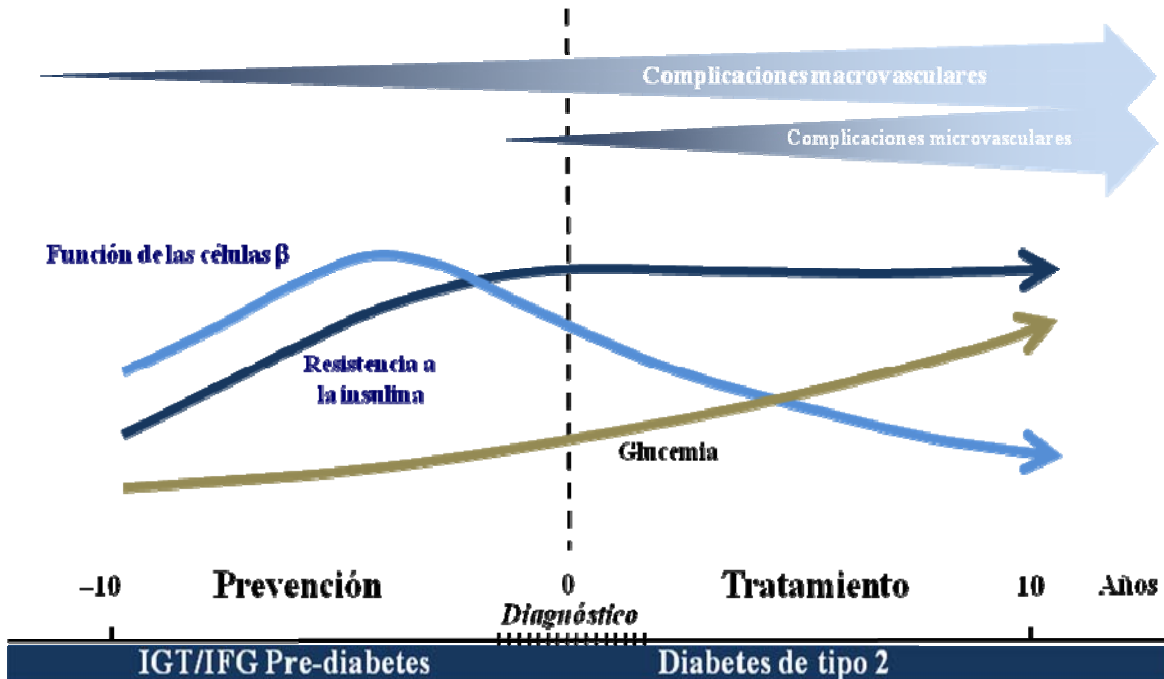 Complicaciones macrovasculares
Complicaciones microvasculares
Función de las células β
Resistencia a
la insulina
Glucemia
–10 Prevención 0 Tratamiento 10 Años
Diagnóstico
IGT/IFG Pre-diabetes Diabetes de tipo 2